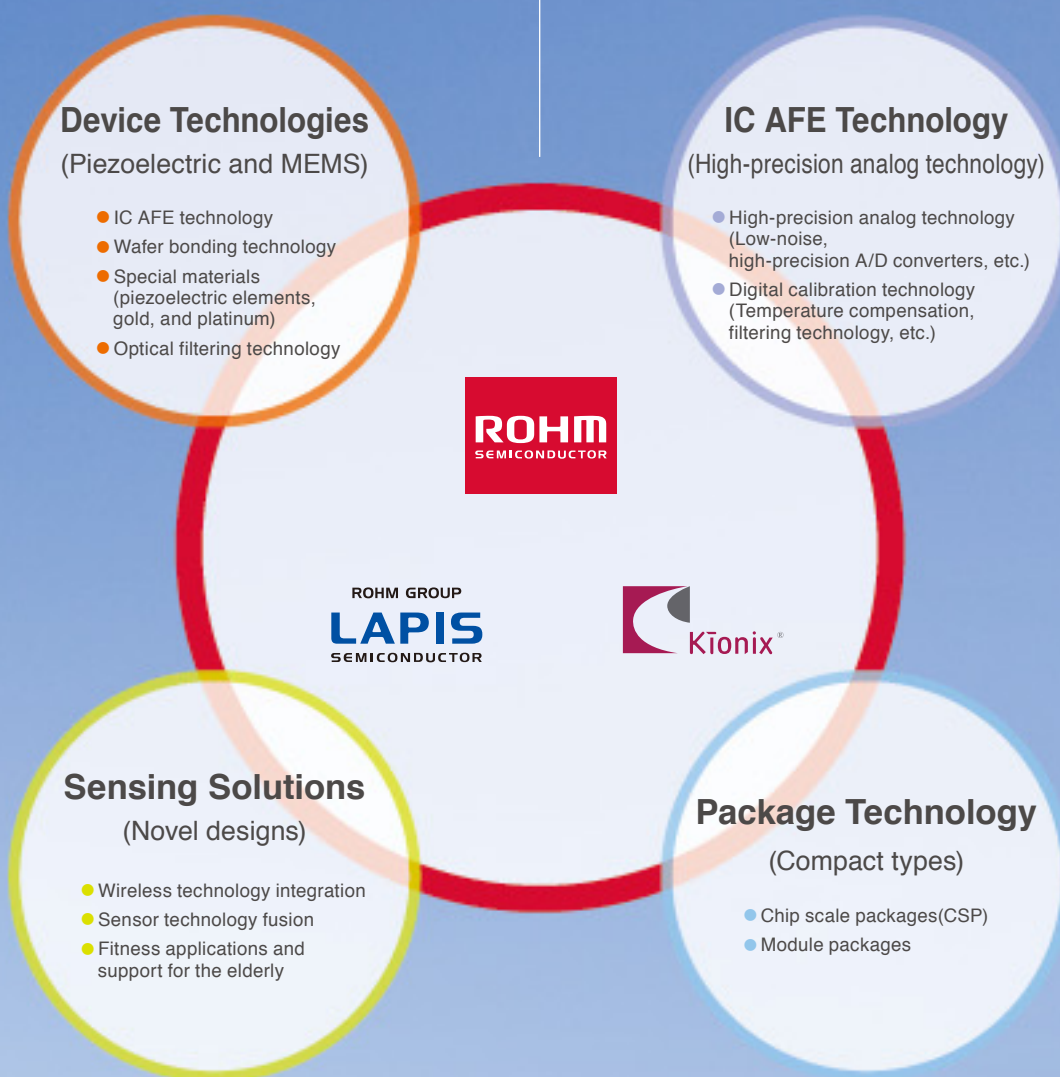 Device Technologies
(Piezoelectric and MEMS)
● IC AFE technology
● Wafer bonding technology
● Special materials
(piezoelectric elements,
gold, and platinum)
● Optical filtering technology
IC AFE Technology
(High-precision analog technology)
● High-precision analog technology
(Low-noise,
high-precision A/D converters, etc.)
● Digital calibration technology
(Temperature compensation,
filtering technology, etc.)
ROHM
SEMICONDUCTOR
ROHM GROUP
LAPIS
SEMICONDUCTOR
Kīonix®
Sensing Solutions
(Novel designs)
● Wireless technology integration
● Sensor technology fusion
● Fitness applications and
support for the elderly
Package Technology
(Compact types)
● Chip scale packages(CSP)
● Module packages